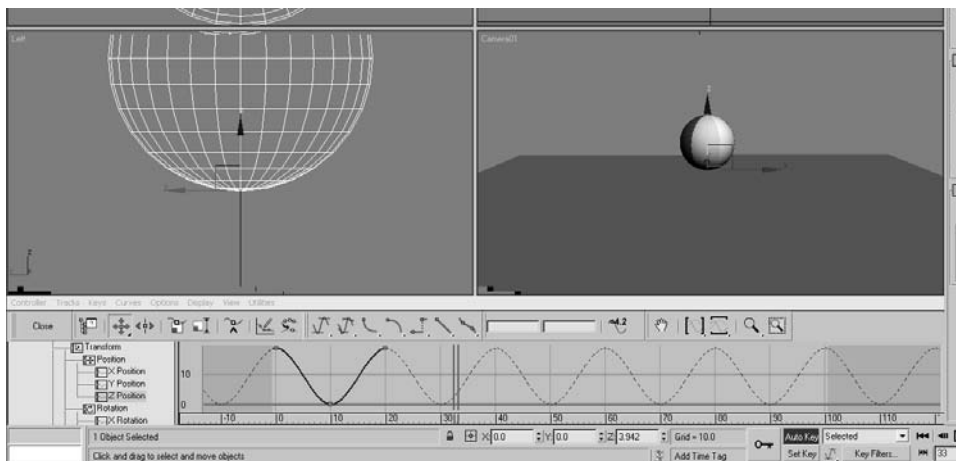 Left
Camera01
z
Controller Tracks Keys Curves Options Display View Utilities
Close
Transform
Position
X Position
Y Position
Z Position
Rotation
X Rotation
10
0
-10 0 10 20 30 40 50 60 70 80 90 100 110
1 Object Selected
X: 0.0 Y: 0.0 Z: 3.942 Grid = 10.0
Auto Key Selected
Click and drag to select and move objects
Add Time Tag
Set Key Key Filters... 33